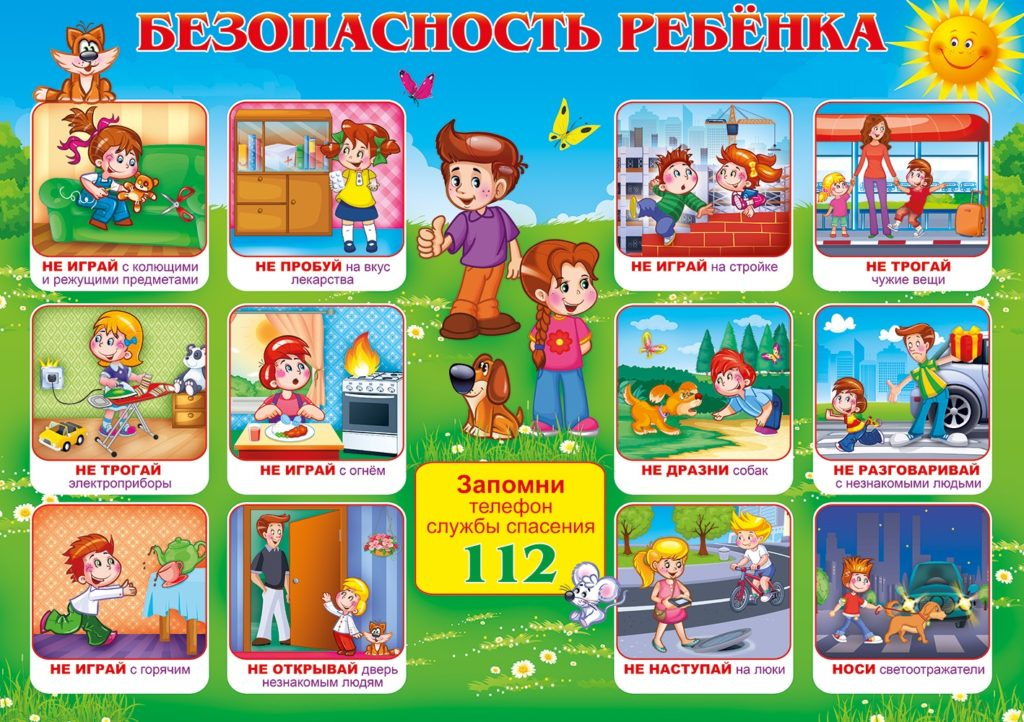 БЕЗОПАСНОСТЬ РЕБЁНКА
НЕ ИГРАЙ с колющими
и режущими предметами
НЕ ПРОБУЙ на вкус
лекарства
НЕ ИГРАЙ на стройке
НЕ ТРОГАЙ
чужие вещи
НЕ ТРОГАЙ
электроприборы
НЕ ИГРАЙ с огнём
НЕ ДРАЗНИ собак
НЕ РАЗГОВАРИВАЙ
с незнакомыми людьми
Запомни
телефон
службы спасения
112
НЕ ИГРАЙ с горячим
НЕ ОТКРЫВАЙ дверь
незнакомым людям
НЕ НАСТУПАЙ на люки
НОСИ светоотражатели